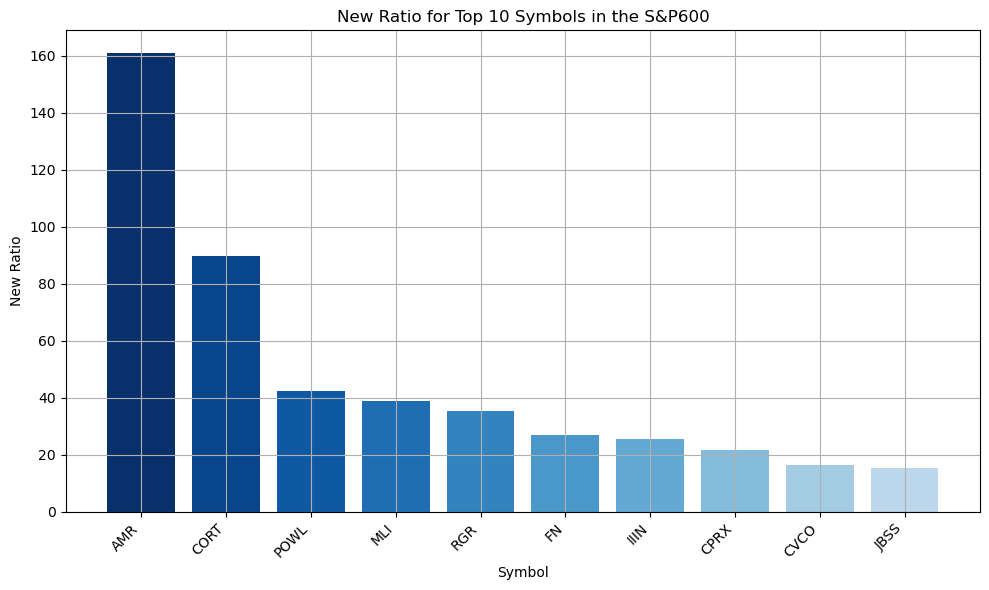 New Ratio for Top 10 Symbols in the S&P600
New Ratio
160
140
120
100
80
60
40
20
0
AMR
CORT
POWL
MLI
RGR
FN
IIIN
CPRX
CVCO
JBSS
Symbol